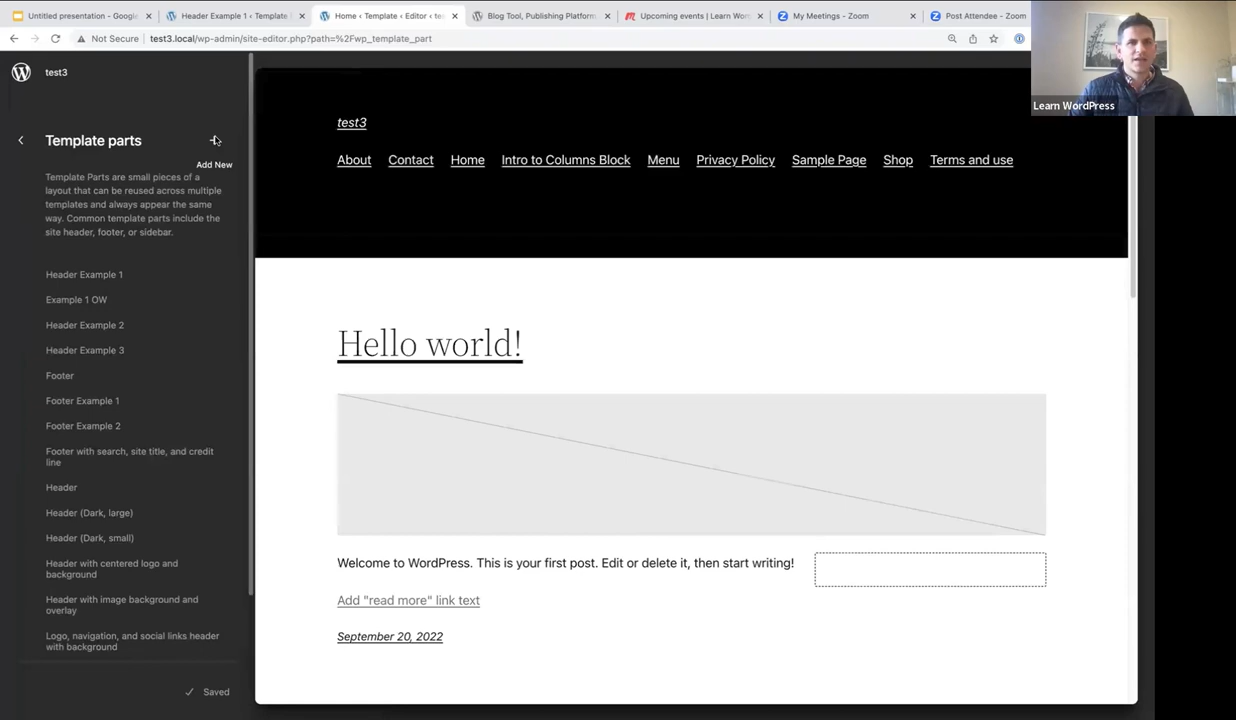 Untitled presentation - Google
Header Example 1 ‹ Template
Home ‹ Template ‹ Editor ‹ tes
Blog Tool, Publishing Platform,
Upcoming events | Learn Word
My Meetings - Zoom
Post Attendee - Zoom
Not Secure
test3.local/wp-admin/site-editor.php?path=%2Fwp_template_part
Learn WordPress
test3
Template parts
Add New
Template Parts are small pieces of a
layout that can be reused across multiple
templates and always appear the same
way. Common template parts include the
site header, footer, or sidebar.
Header Example 1
Example 1 OW
Header Example 2
Header Example 3
Footer
Footer Example 1
Footer Example 2
Footer with search, site title, and credit
line
Header
Header (Dark, large)
Header (Dark, small)
Header with centered logo and
background
Header with image background and
overlay
Logo, navigation, and social links header
with background
Saved
test3
About Contact Home Intro to Columns Block Menu Privacy Policy Sample Page Shop Terms and use
Hello world!
Welcome to WordPress. This is your first post. Edit or delete it, then start writing!
Add "read more" link text
September 20, 2022